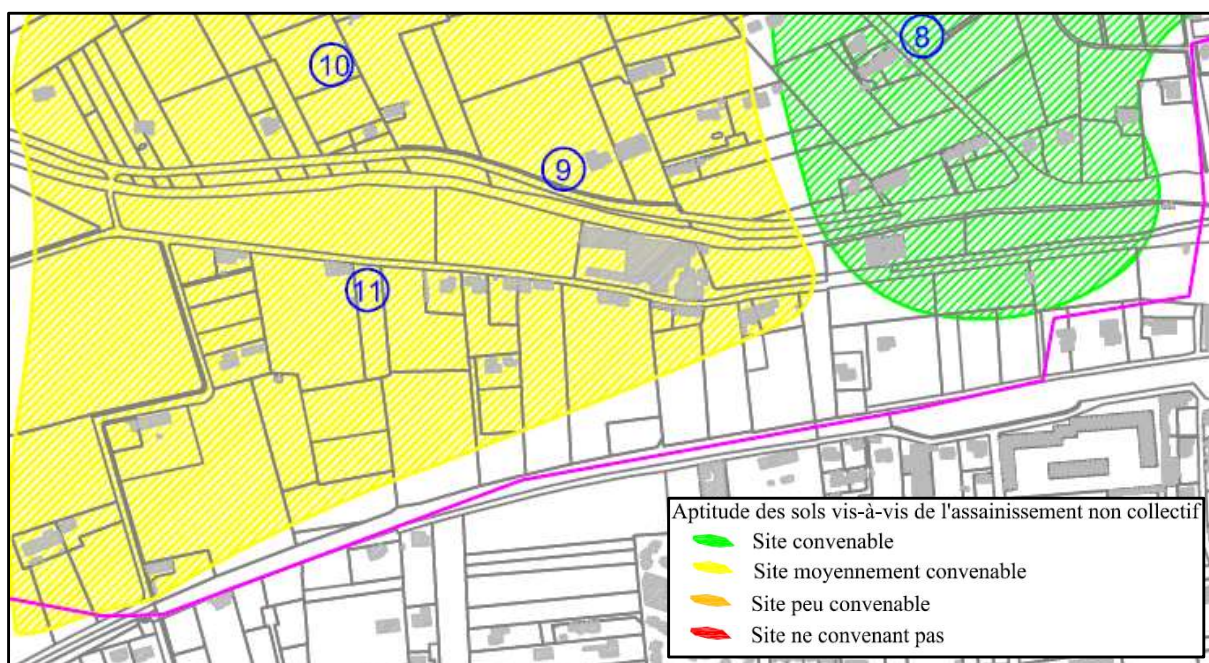 8
10
9
11
Aptitude des sols vis-à-vis de l'assainissement non collectif
Site convenable
Site moyennement convenable
Site peu convenable
Site ne convenant pas